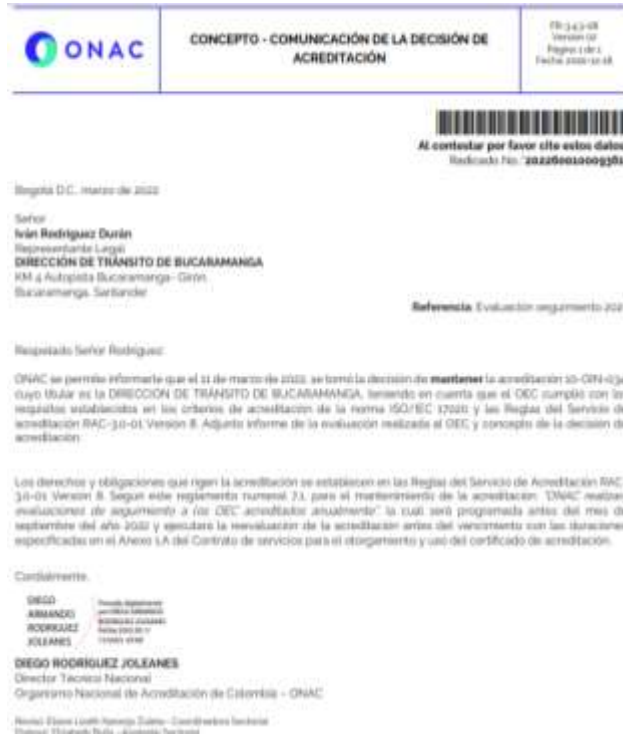 ONAC
CONCEPTO - COMUNICACIÓN DE LA DECISIÓN DE
ACREDITACIÓN
Al contestar por favor cite estos datos
Radicado No.
Bogotá D.C., marzo de 2022
Señor
Iván Rodríguez Durán
Representante Legal
DIRECCIÓN DE TRÁNSITO DE BUCARAMANGA
KM 4 Autopista Bucaramanga- Girón
Bucaramanga, Santander
Referencia: Evaluación seguimiento
Respetado Señor Rodríguez:
ONAC se permite informarle que el 11 de marzo de 2022, se tomó la decisión de mantener la acreditación
cuyo titular es la DIRECCIÓN DE TRÁNSITO DE BUCARAMANGA, teniendo en cuenta que el OEC cumplió con lo
requisitos establecidos en los criterios de acreditación de la norma ISO/IEC 17020 y las Reglas del Servicio d
acreditación RAC-3.0-01 Versión 8. Adjunto informe de la evaluación realizada al OEC y concepto de la decisión d
acreditación.
Los derechos y obligaciones que rigen la acreditación se establecen en las Reglas del Servicio de Acreditación RAC
3.0-01 Versión 8. Según este reglamento numeral 7.1, para el mantenimiento de la acreditación "ONAC realizar
evaluaciones de seguimiento a los OEC acreditados anualmente" la cual será programada antes del mes d
septiembre del año 2022 y ejecutará la reevaluación de la acreditación antes del vencimiento con las duracione
especificadas en el Anexo 1.A del Contrato de servicios para el otorgamiento y uso del certificado de acreditación.
Cordialmente,
DIEGO
ARMANDO
RODRIGUEZ
JOLEANES
DIEGO RODRÍGUEZ JOLEANES
Director Técnico Nacional
Organismo Nacional de Acreditación de Colombia – ONAC